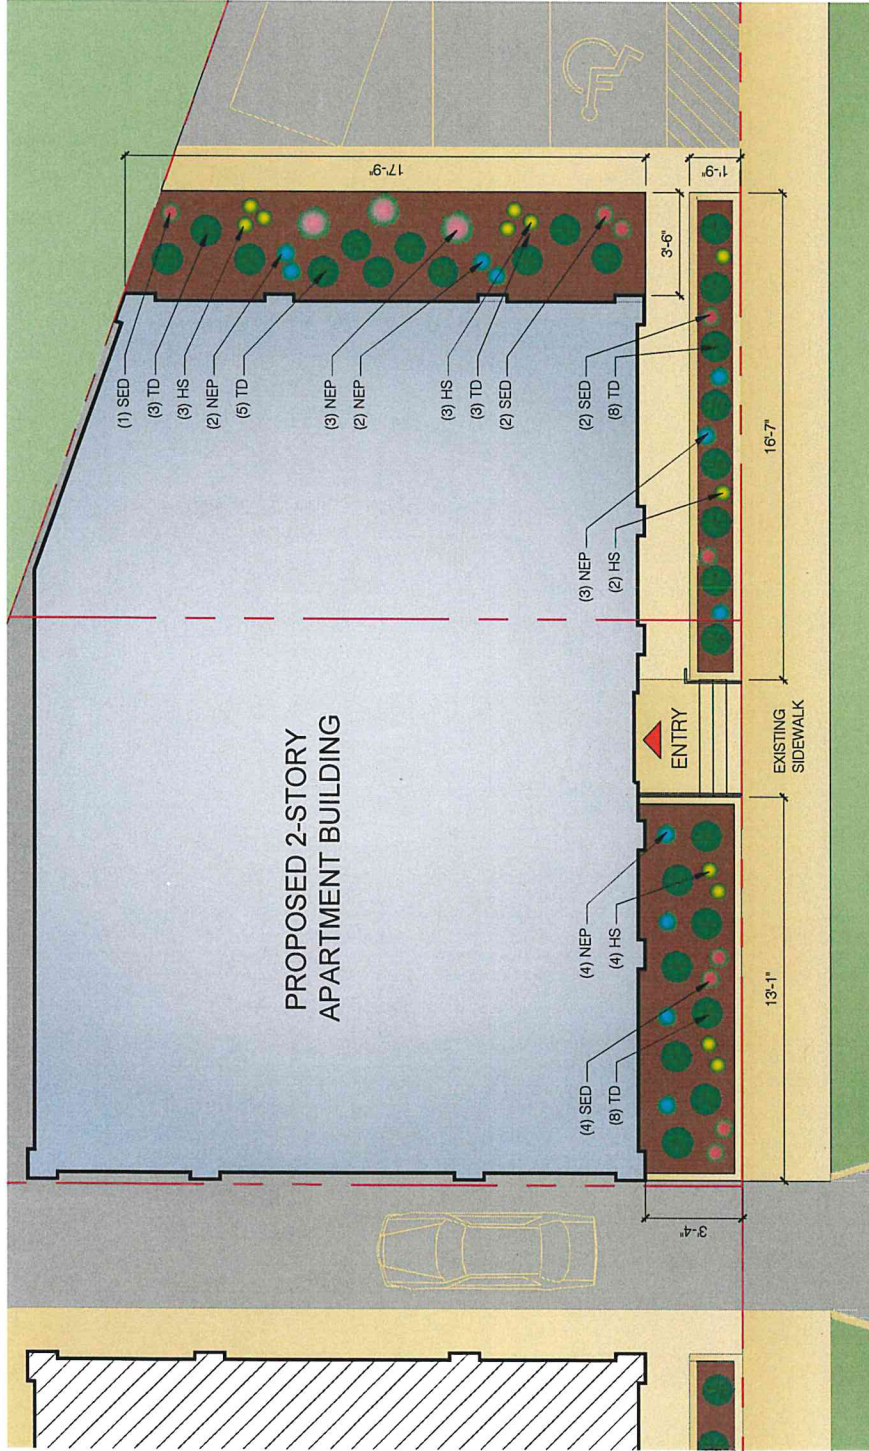 17'-9"
1'-9"
3'-6"
(1) SED
(3) TD
(3) HS
(2) NEP
(5) TD
(3) NEP
(2) NEP
(3) HS
(3) TD
(2) SED
(2) SED
(8) TD
(3) NEP
(2) HS
16'-7"
PROPOSED 2-STORY
APARTMENT BUILDING
ENTRY
EXISTING
SIDEWALK
(4) NEP
(4) HS
(4) SED
(8) TD
13'-1"
3'-4"